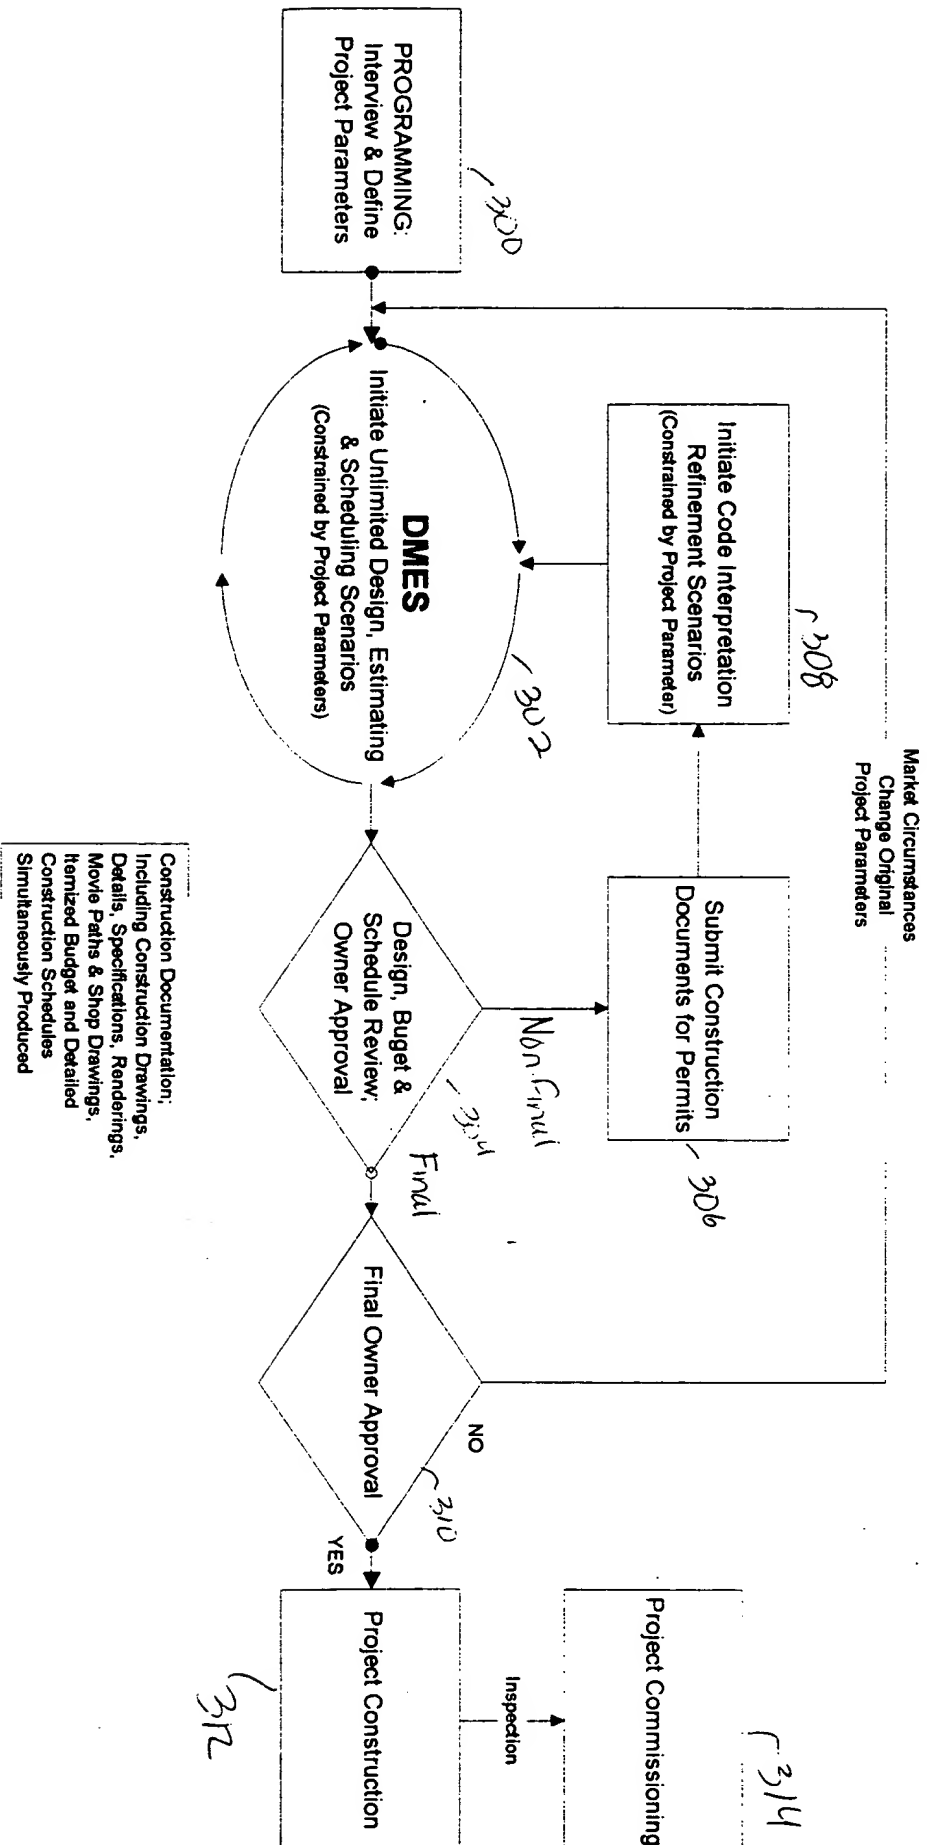 PROGRAMMING:
Interview & Define
Project Parameters
300
Market Circumstances
Change Original
Project Parameters
Initiate Code Interpretation
Refinement Scenarios
(Constrained by Project Parameter)
308
Submit Construction
Documents for Permits
306
DMES
Initiate Unlimited Design, Estimating
& Scheduling Scenarios
(Constrained by Project Parameters)
302
Design, Buget &
Schedule Review;
Owner Approval
304
Non-Final
Final
Final Owner Approval
310
NO
YES
Project Construction
312
Inspection
Project Commissioning
314
Construction Documentation;
Including Construction Drawings,
Details, Specifications, Renderings,
Movie Paths & Shop Drawings,
Itemized Budget and Detailed
Construction Schedules
Simultaneously Produced